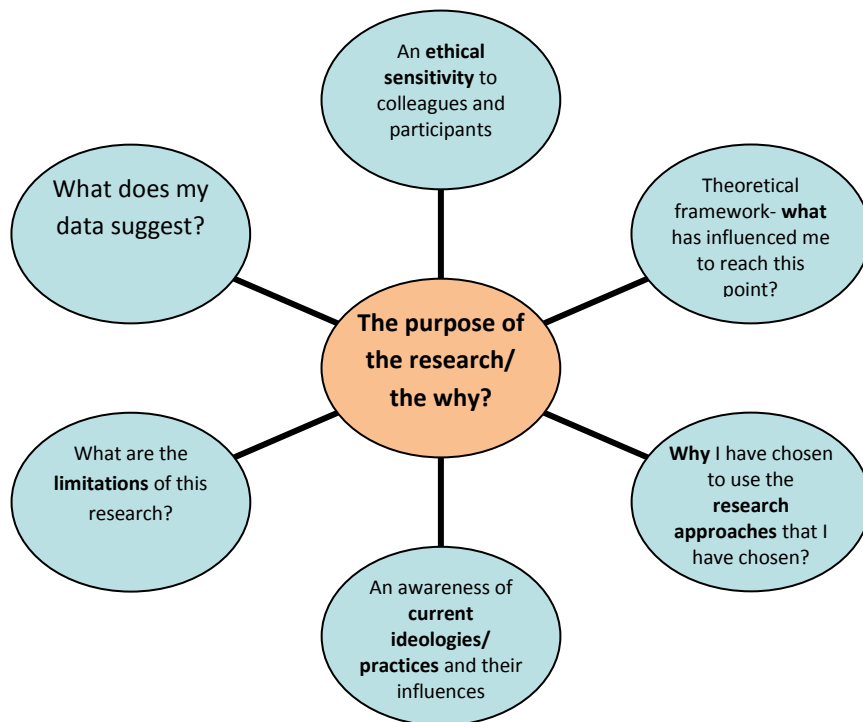 An ethical
sensitivity to
colleagues and
participants
What does my
data suggest?
Theoretical
framework- what
has influenced me
to reach this
point?
The purpose of
the research/
the why?
What are the
limitations of this
research?
Why I have chosen
to use the
research
approaches that I
have chosen?
An awareness of
current
ideologies/
practices and their
influences